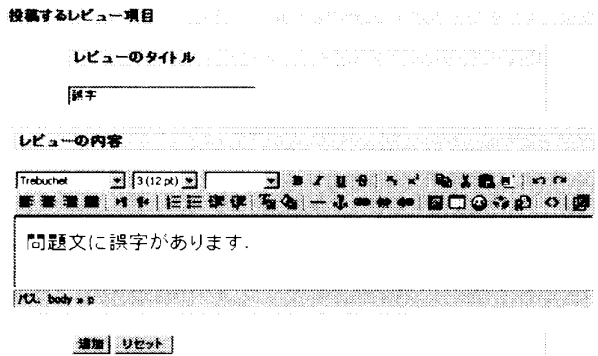 投稿するレビュー項目
レビューのタイトル
誤字
レビューの内容
Trebuchet 3 (12 pt)
B I U S
問題文に誤字があります.
パス: body » p
追加 リセット